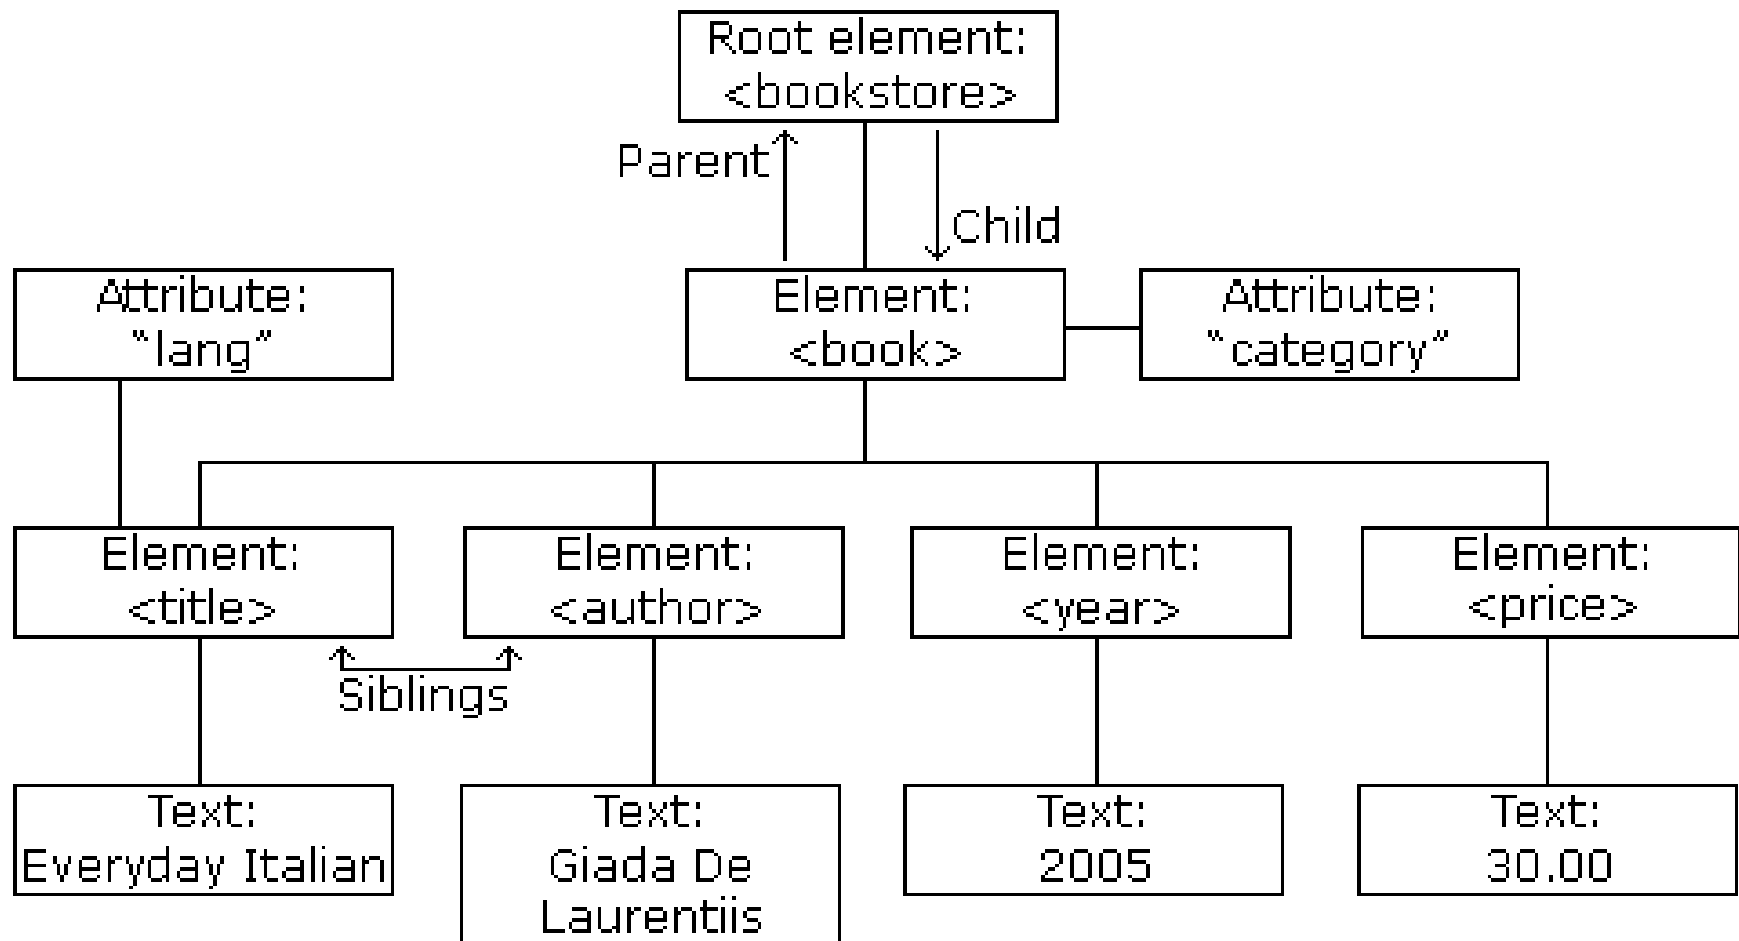 Root element:
<bookstore>
Parent
Child
Attribute:
“lang”
Element:
<book>
Attribute:
“category”
Element:
<title>
Element:
<author>
Element:
<year>
Element:
<price>
Siblings
Text:
Everyday Italian
Text:
Giada De
Laurentiis
Text:
2005
Text:
30.00